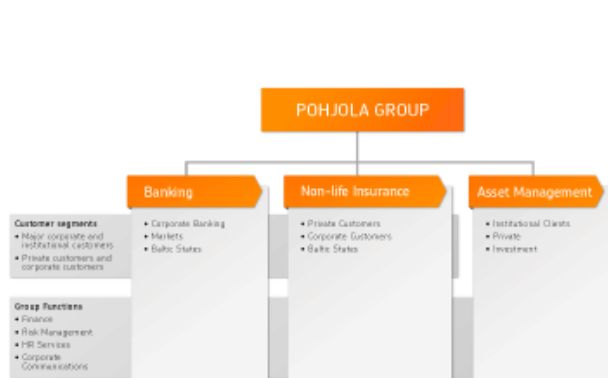 POHJOLA GROUP
Banking
Non-life Insurance
Asset Management
Customer segments
• Major corporate and
institutional customers
• Private customers and
corporate customers
• Corporate Banking
• Markets
• Baltic States
• Private Customers
• Corporate Customers
• Baltic States
• Institutional Clients
• Private
• Investment
Group Functions
• Finance
• Risk Management
• HR Services
• Corporate
Communications